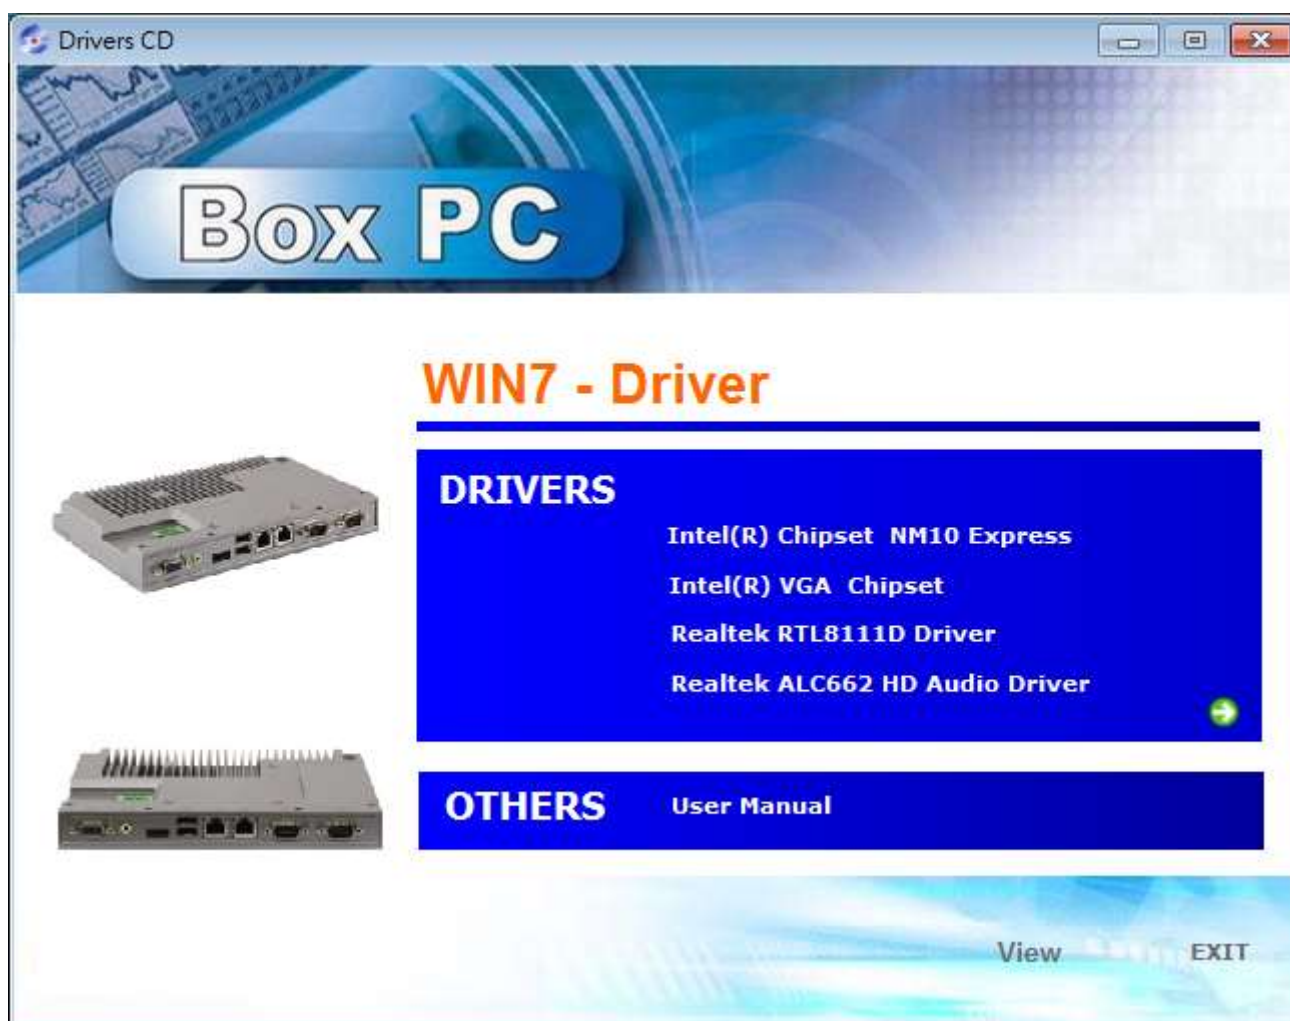 Drivers CD
Box PC
WIN7 - Driver
DRIVERS
Intel(R) Chipset NM10 Express
Intel(R) VGA Chipset
Realtek RTL8111D Driver
Realtek ALC662 HD Audio Driver
OTHERS User Manual
View EXIT